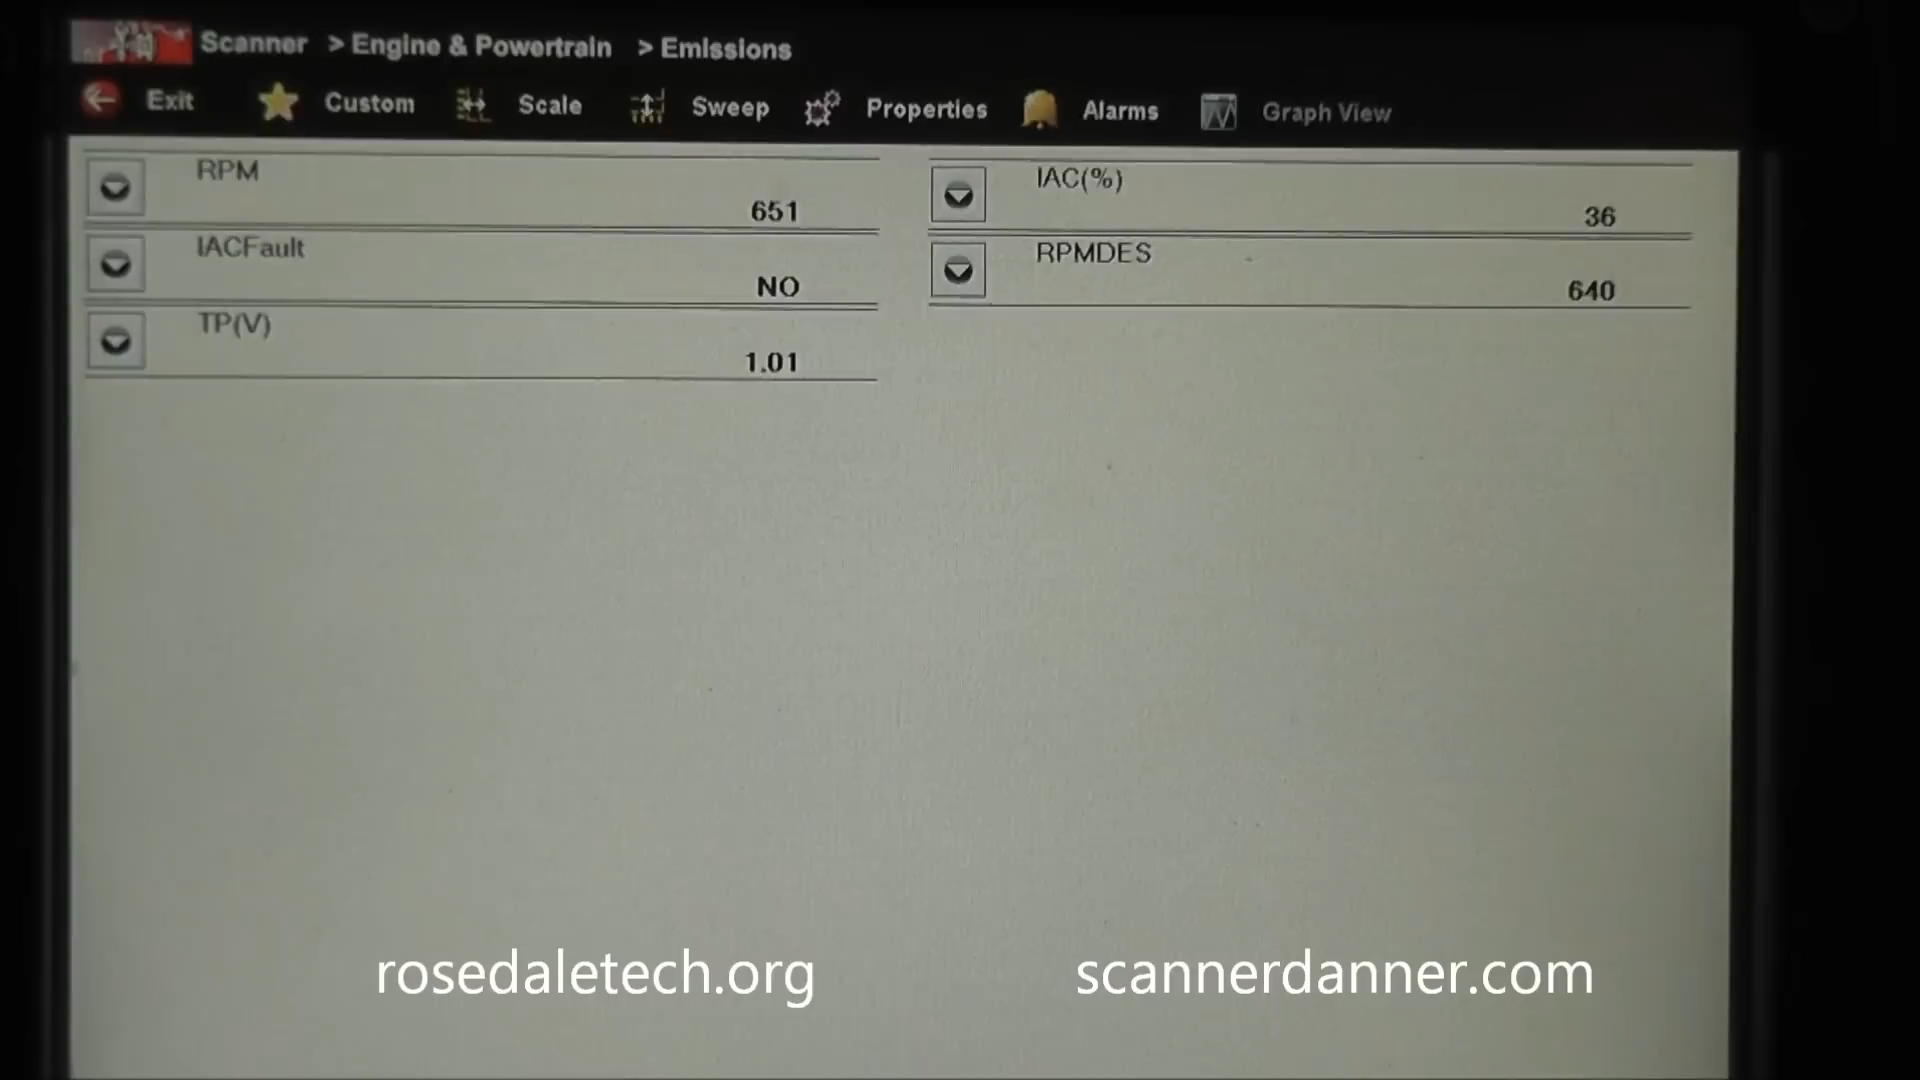 Scanner > Engine & Powertrain > Emissions
Exit Custom Scale Sweep Properties Alarms Graph View
RPM
651
IACFault
NO
TP(V)
1.01
IAC(%)
36
RPMDES
640
rosedaletech.org scannerdanner.com